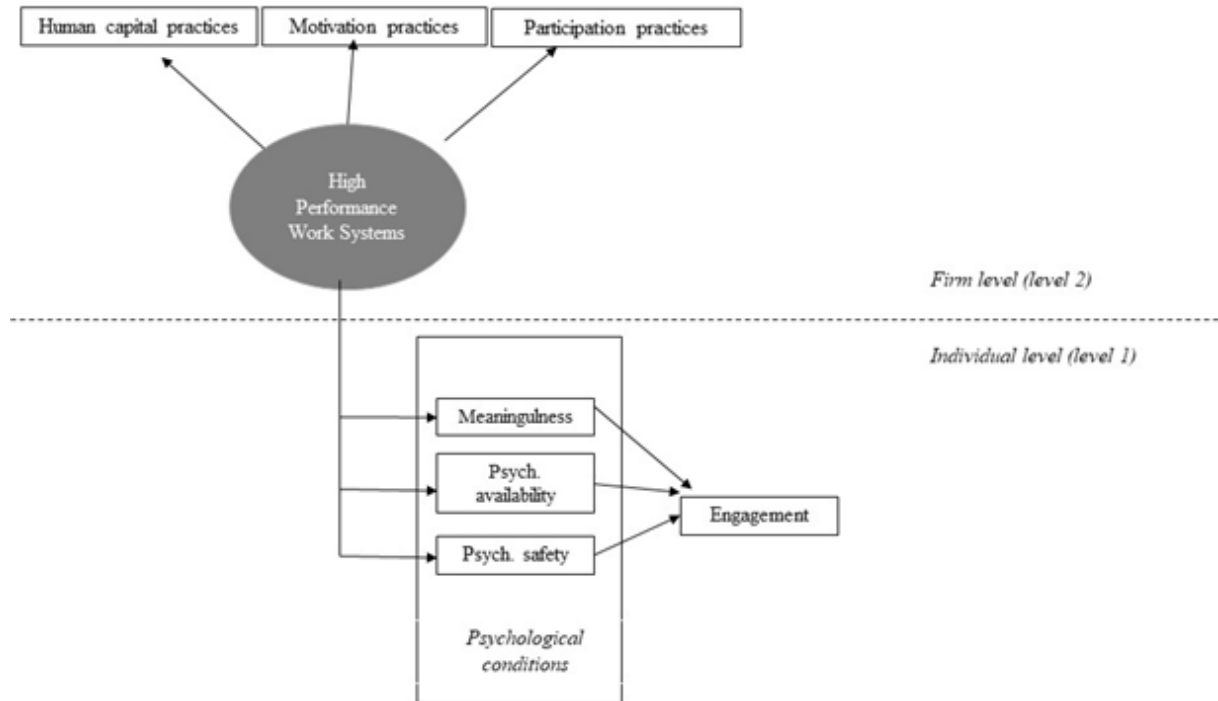 Human capital practices
Motivation practices
Participation practices
High
Performance
Work Systems
Firm level (level 2)
Individual level (level 1)
Meaningulness
Psych.
availability
Engagement
Psych. safety
Psychological
conditions